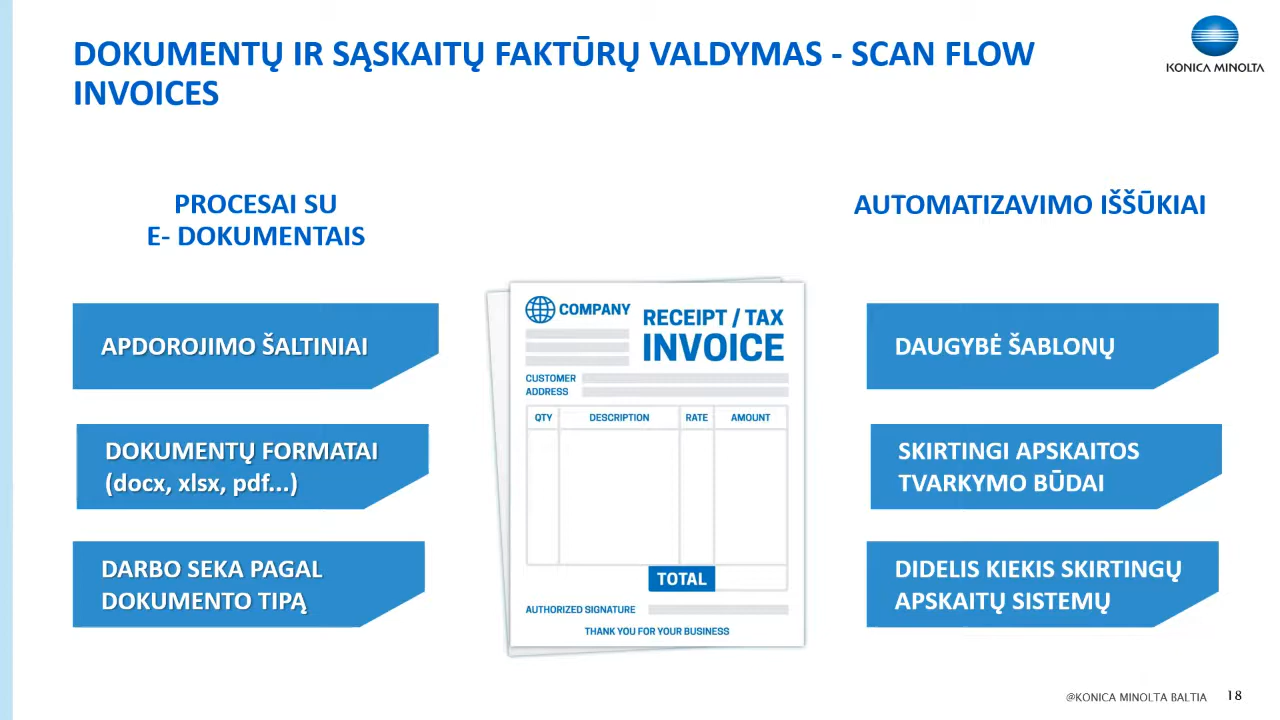 DOKUMENTŲ IR SĄSKAITŲ FAKTŪRŲ VALDYMAS - SCAN FLOW
INVOICES
KONICA MINOLTA
PROCESAI SU
E- DOKUMENTAIS
APDOROJIMO ŠALTINIAI
DOKUMENTŲ FORMATAI
(docx, xlsx, pdf...)
DARBO SEKA PAGAL
DOKUMENTO TIPĄ
COMPANY
RECEIPT / TAX
INVOICE
CUSTOMER
ADDRESS
QTY DESCRIPTION RATE AMOUNT
TOTAL
AUTHORIZED SIGNATURE
THANK YOU FOR YOUR BUSINESS
AUTOMATIZAVIMO IŠŠŪKIAI
DAUGYBĖ ŠABLONŲ
SKIRTINGI APSKAITOS
TVARKYMO BŪDAI
DIDELIS KIEKIS SKIRTINGŲ
APSKAITŲ SISTEMŲ
@KONICA MINOLTA BALTIA 18